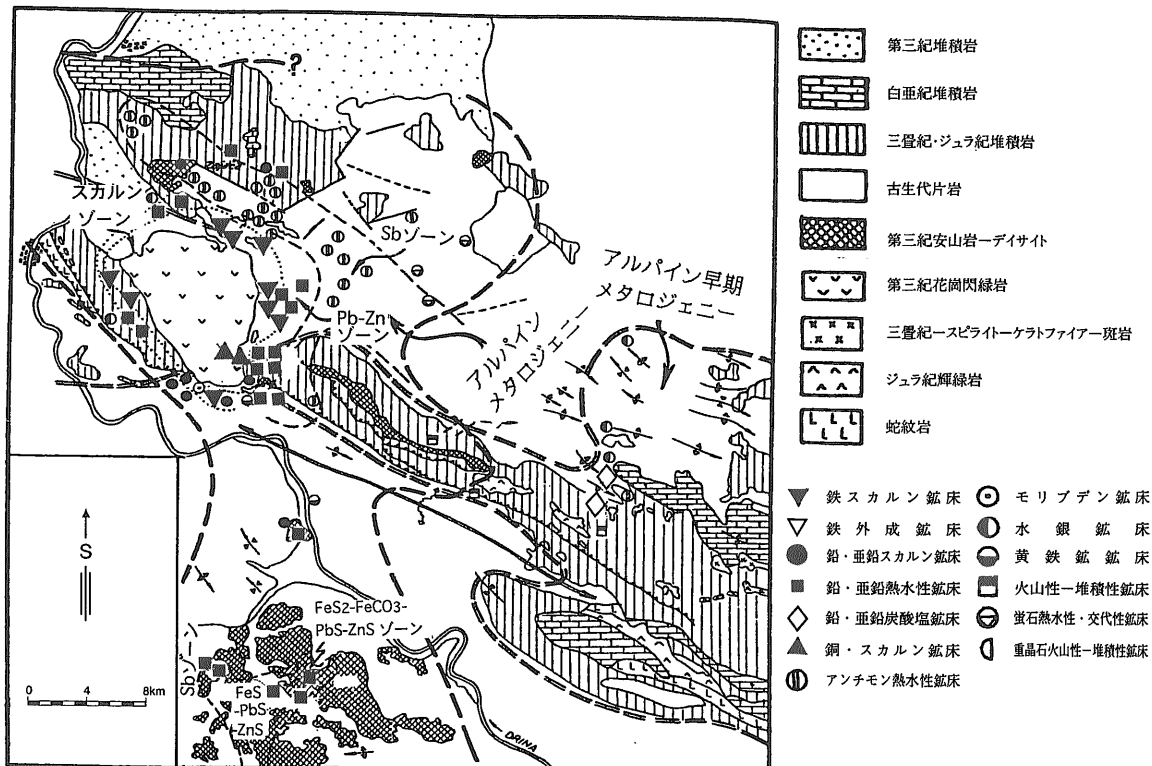 ?
スカルン
ゾーン
Sbゾーン
Pb-Zn
ゾーン
アルパイン早期
メタロジェニー
アルパイン
メタロジェニー
S
FeS2-FeCO3-
PbS-ZnS ゾーン
Sbゾーン
FeS
-PbS
-ZnS
0 4 8km
DRINA
第三紀堆積岩
白亜紀堆積岩
三畳紀・ジュラ紀堆積岩
古生代片岩
第三紀安山岩ーデイサイト
第三紀花崗閃緑岩
三畳紀ースピライトーケラトファイアー斑岩
ジュラ紀輝緑岩
蛇紋岩
鉄スカルン鉱床
鉄外成鉱床
鉛・亜鉛スカルン鉱床
鉛・亜鉛熱水性鉱床
鉛・亜鉛炭酸塩鉱床
銅・スカルン鉱床
アンチモン熱水性鉱床
モリブデン鉱床
水銀鉱床
黄鉄鉱鉱床
火山性ー堆積性鉱床
蛍石熱水性・交代性鉱床
重晶石火山性ー堆積性鉱床